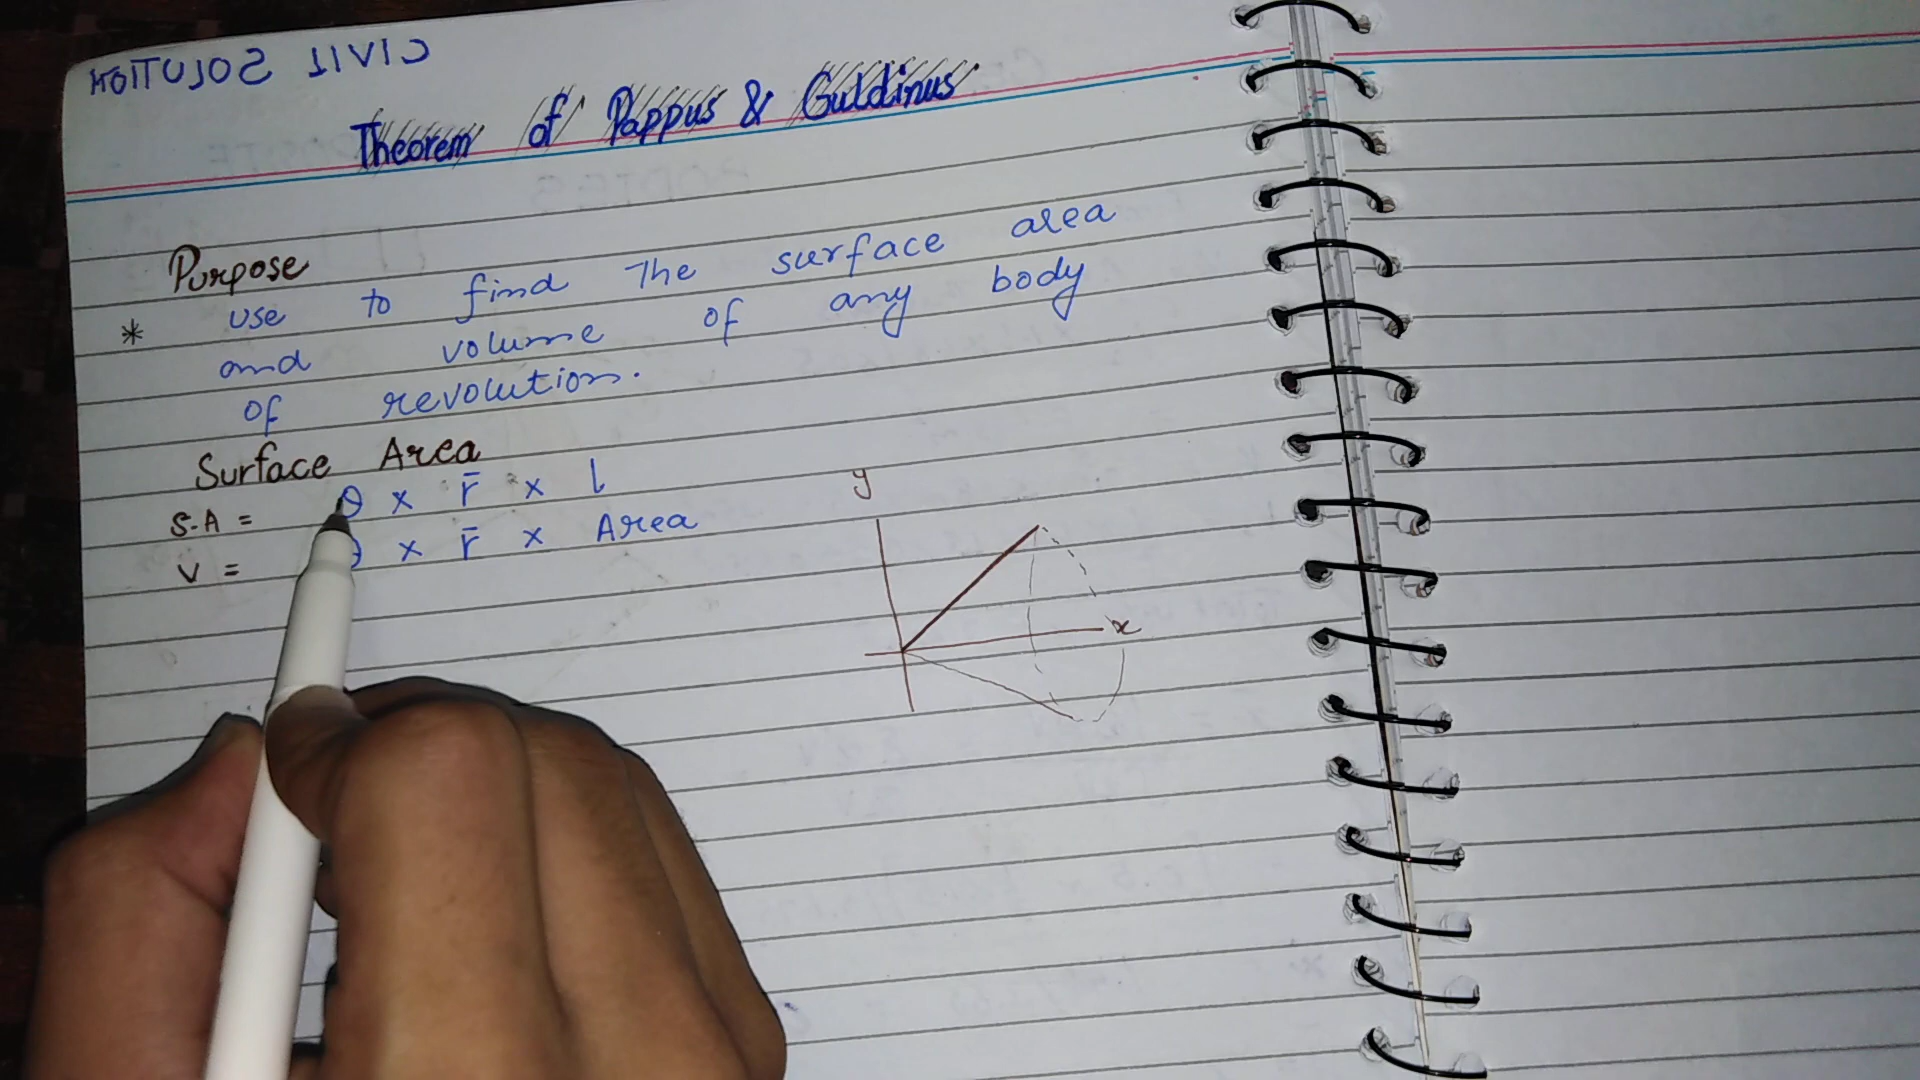 CIVIL SOLUTION
Theorem of Pappus & Guldinus
Purpose
* use to find The surface area
and volume of any body
of revolution.
Surface Area
S.A = θ x r̄ x l
V = θ x r̄ x Area
y
x